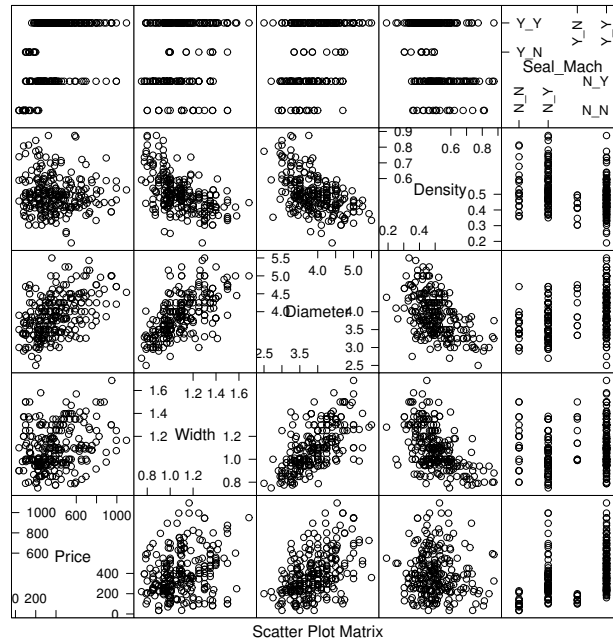 Y_Y
Y_N
Seal_Mach
N_Y
N_N
N_N
N_Y
Y_N
Y_Y
0.6 0.8
0.9
0.8
0.7
0.6
Density
0.5
0.4
0.3
0.2
0.2 0.4
5.5
5.0
4.5
4.0
4.0 5.0
Diameter
4.0
3.5
3.0
2.5
2.5 3.5
1.6
1.4
1.2
1.2 1.4 1.6
Width
1.2
1.0
0.8
0.8 1.0 1.2
1000
800
600
600 1000
Price
400
200
0
0 200
Scatter Plot Matrix